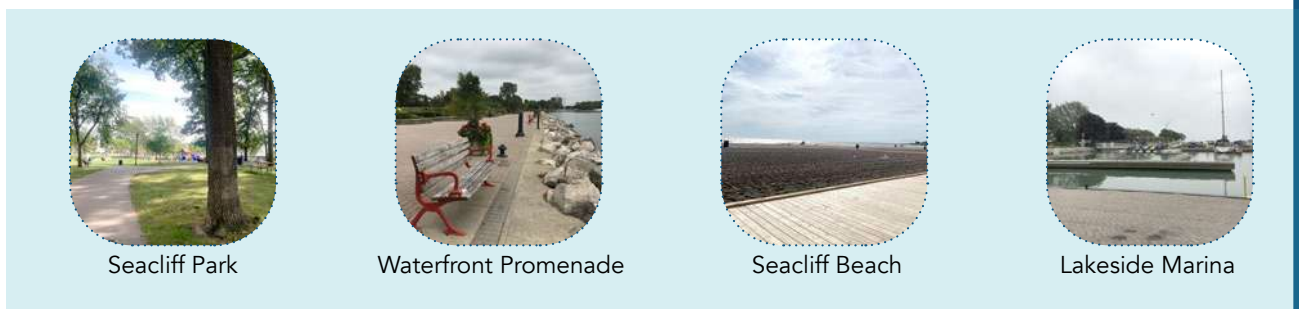 Seacliff Park
Waterfront Promenade
Seacliff Beach
Lakeside Marina